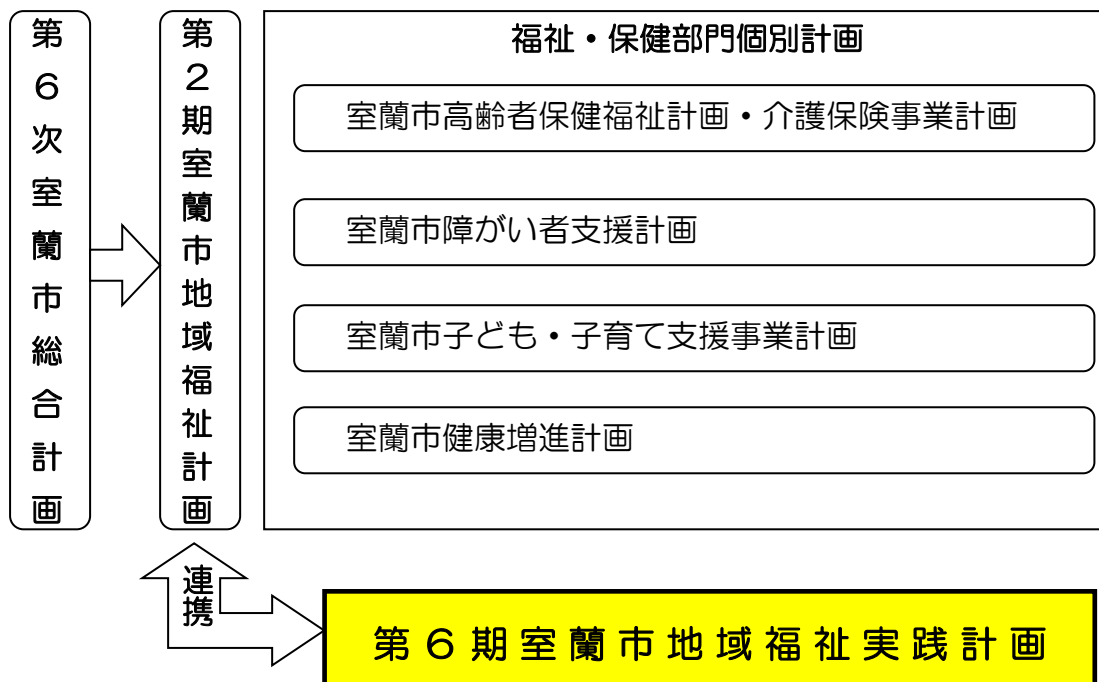 第6次室蘭市総合計画
第2期室蘭市地域福祉計画
福祉・保健部門個別計画
室蘭市高齢者保健福祉計画・介護保険事業計画
室蘭市障がい者支援計画
室蘭市子ども・子育て支援事業計画
室蘭市健康増進計画
連携
第6期室蘭市地域福祉実践計画